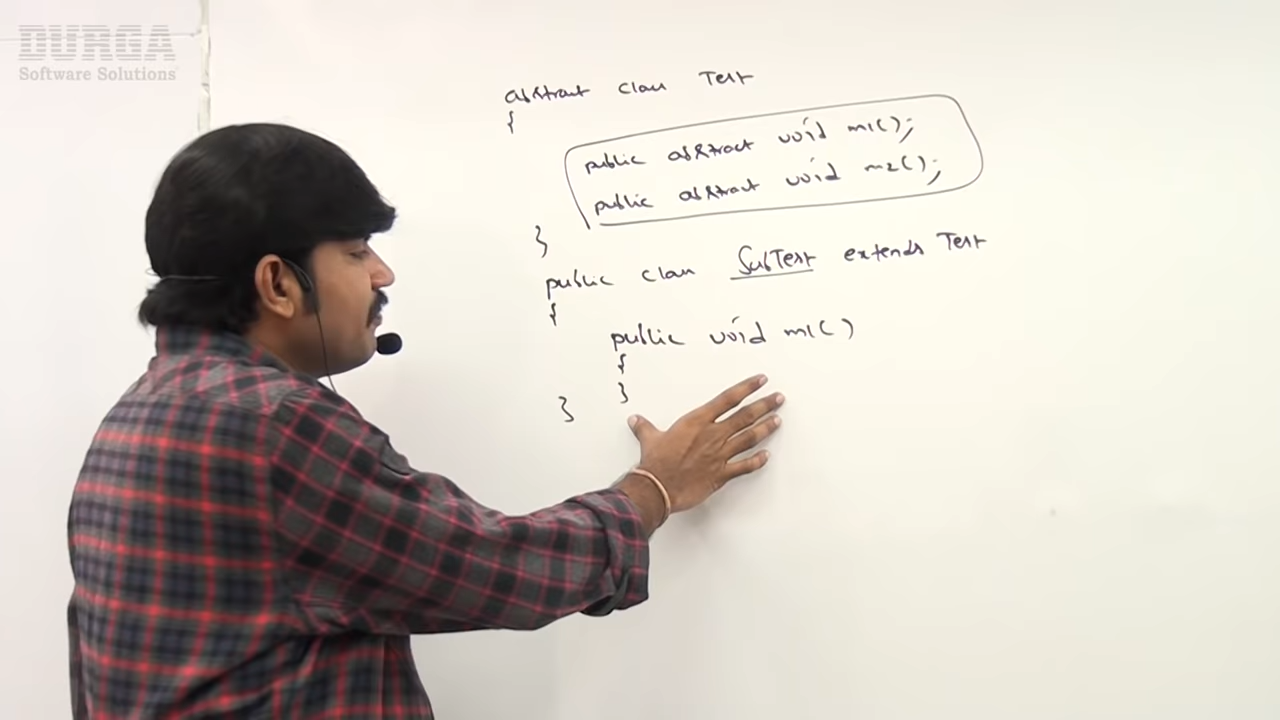 DURGA
Software Solutions
abstract class Test
{
public abstract void m1();
public abstract void m2();
}
public class SubTest extends Test
{
public void m1()
{
}
}